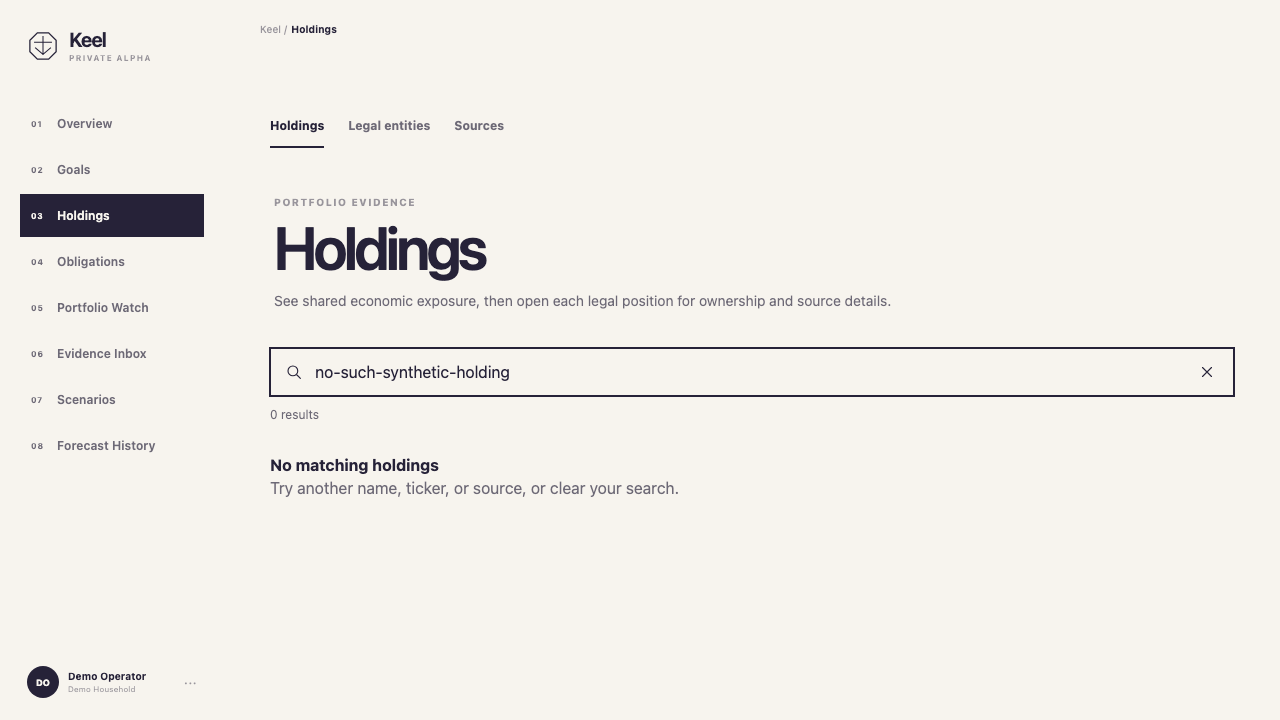 Keel
PRIVATE ALPHA
01 Overview
02 Goals
03 Holdings
04 Obligations
05 Portfolio Watch
06 Evidence Inbox
07 Scenarios
08 Forecast History
DO
Demo Operator
Demo Household
...
Keel / Holdings
Holdings Legal entities Sources
PORTFOLIO EVIDENCE
Holdings
See shared economic exposure, then open each legal position for ownership and source details.
no-such-synthetic-holding
0 results
No matching holdings
Try another name, ticker, or source, or clear your search.